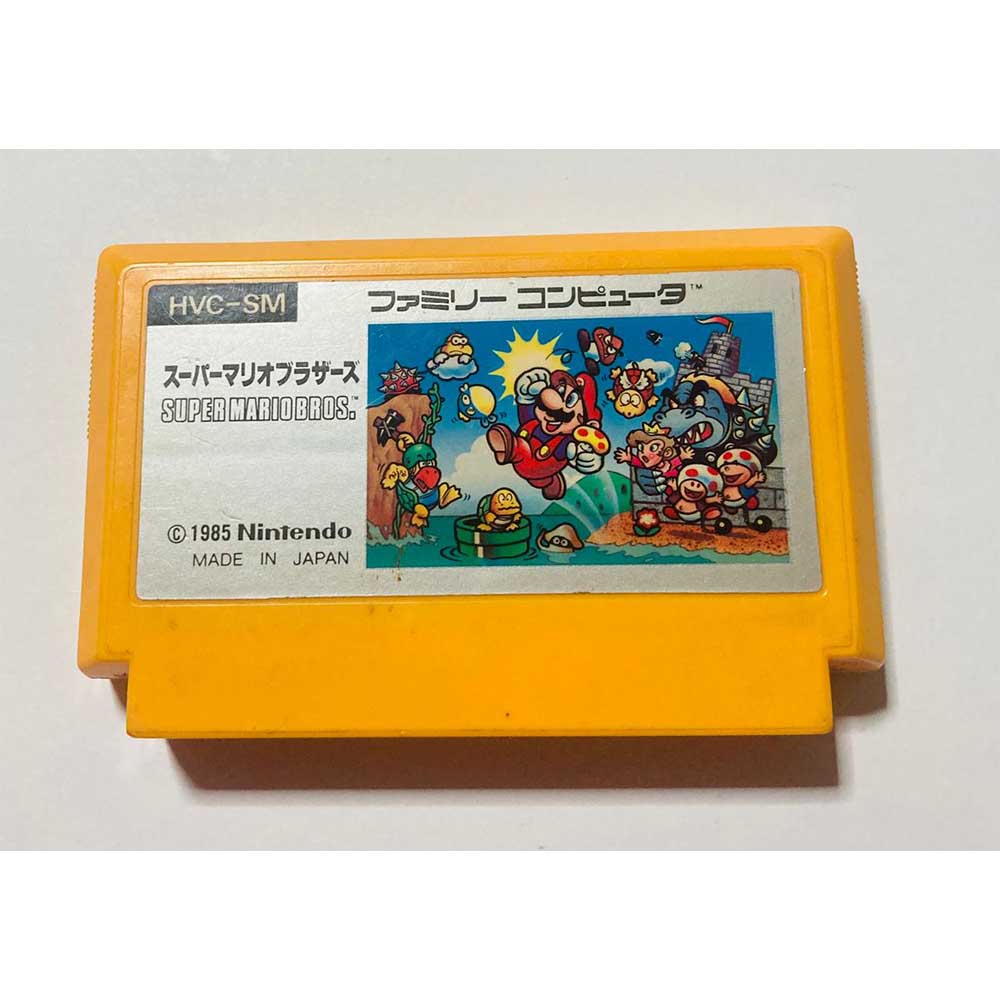 HVC-SM
ファミリー コンピュータ™
スーパーマリオブラザーズ
SUPER MARIO BROS.™
© 1985 Nintendo
MADE IN JAPAN